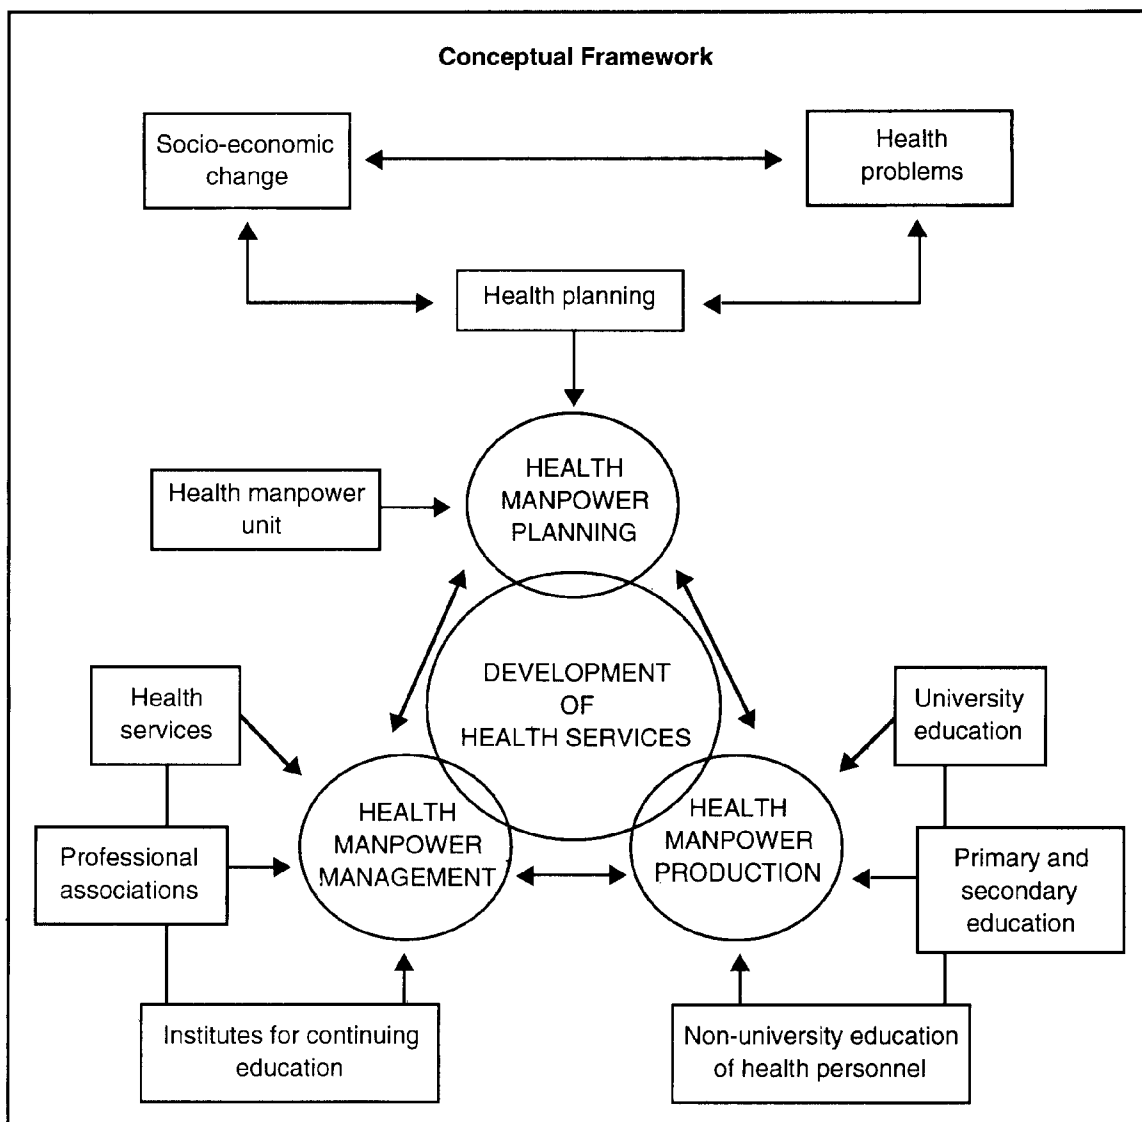 Conceptual Framework
Socio-economic
change
Health
problems
Health planning
HEALTH
MANPOWER
PLANNING
Health manpower
unit
DEVELOPMENT
OF
HEALTH SERVICES
Health
services
University
education
HEALTH
MANPOWER
MANAGEMENT
HEALTH
MANPOWER
PRODUCTION
Professional
associations
Primary and
secondary
education
Institutes for continuing
education
Non-university education
of health personnel